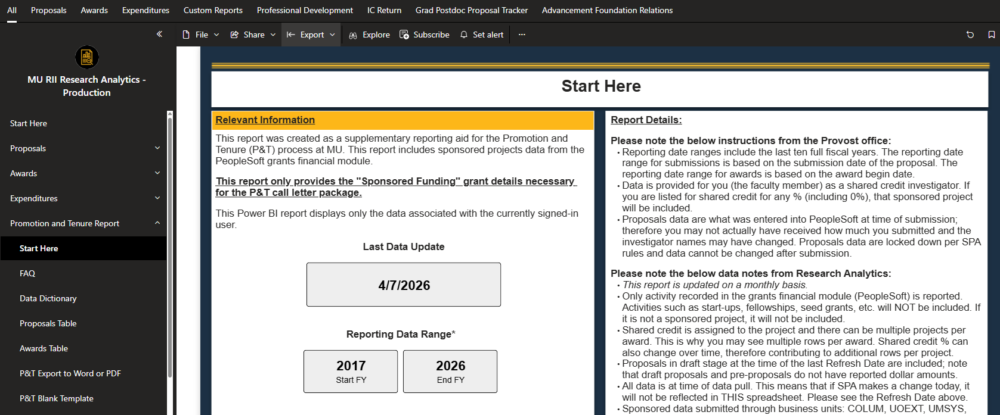 All Proposals Awards Expenditures Custom Reports Professional Development IC Return Grad Postdoc Proposal Tracker Advancement Foundation Relations
File Share Export Explore Subscribe Set alert ...
MU RII Research Analytics -
Production
Start Here
Proposals
Awards
Expenditures
Promotion and Tenure Report
Start Here
FAQ
Data Dictionary
Proposals Table
Awards Table
P&T Export to Word or PDF
P&T Blank Template
Start Here
Relevant Information
This report was created as a supplementary reporting aid for the Promotion and
Tenure (P&T) process at MU. This report includes sponsored projects data from the
PeopleSoft grants financial module.
This report only provides the "Sponsored Funding" grant details necessary
for the P&T call letter package.
This Power BI report displays only the data associated with the currently signed-in
user.
Last Data Update
4/7/2026
Reporting Data Range*
2017
Start FY
2026
End FY
Report Details:
Please note the below instructions from the Provost office:
• Reporting date ranges include the last ten full fiscal years. The reporting date
range for submissions is based on the submission date of the proposal. The
reporting date range for awards is based on the award begin date.
• Data is provided for you (the faculty member) as a shared credit investigator. If
you are listed for shared credit for any % (including 0%), that sponsored project
will be included.
• Proposals data are what was entered into PeopleSoft at time of submission;
therefore you may not actually have received how much you submitted and the
investigator names may have changed. Proposals data are locked down per SPA
rules and data cannot be changed after submission.
Please note the below data notes from Research Analytics:
• This report is updated on a monthly basis.
• Only activity recorded in the grants financial module (PeopleSoft) is reported.
Activities such as start-ups, fellowships, seed grants, etc. will NOT be included. If
it is not a sponsored project, it will not be included.
• Shared credit is assigned to the project and there can be multiple projects per
award. This is why you may see multiple rows per award. Shared credit % can
also change over time, therefore contributing to additional rows per project.
• Proposals in draft stage at the time of the last Refresh Date are included; note
that draft proposals and pre-proposals do not have reported dollar amounts.
• All data is at time of data pull. This means that if SPA makes a change today, it
will not be reflected in THIS spreadsheet. Please see the Refresh Date above.
• Sponsored data submitted through business units: COLUM, UOEXT, UMSYS,